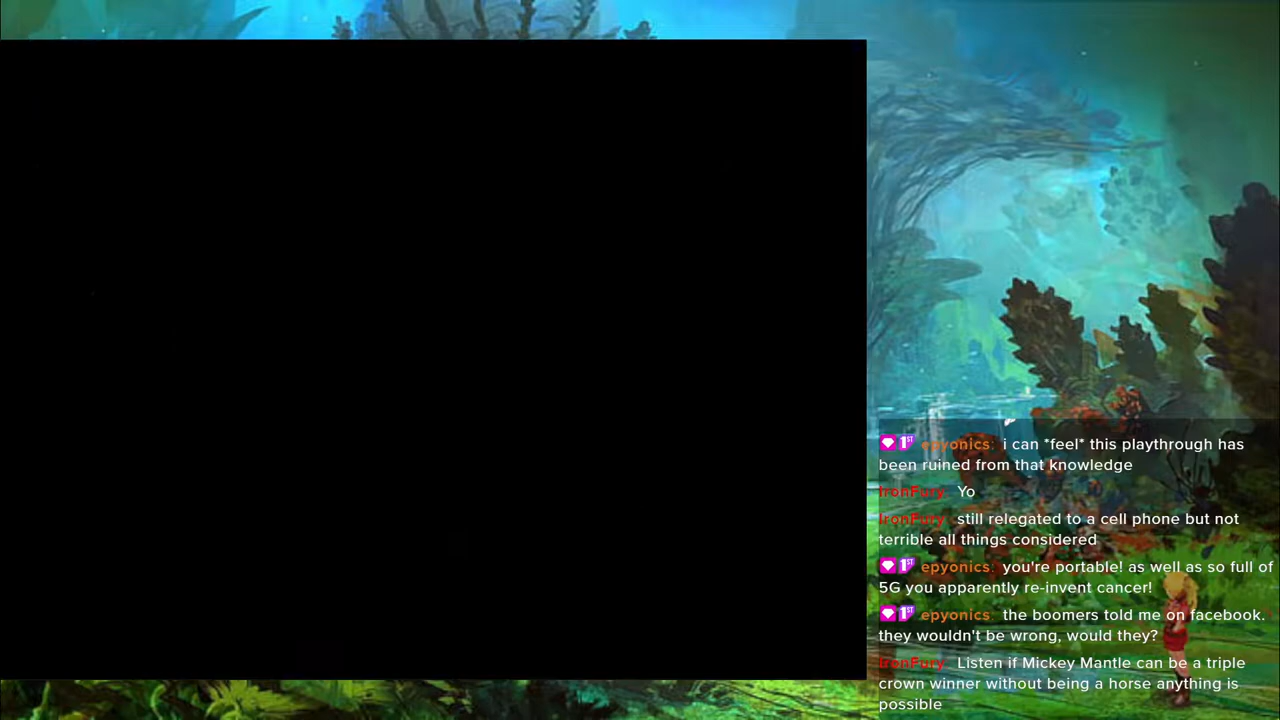 epyonics: i can *feel* this playthrough has
been ruined from that knowledge
IronFury: Yo
IronFury: still relegated to a cell phone but not
terrible all things considered
epyonics: you're portable! as well as so full of
5G you apparently re-invent cancer!
epyonics: the boomers told me on facebook.
they wouldn't be wrong, would they?
IronFury: Listen if Mickey Mantle can be a triple
crown winner without being a horse anything is
possible